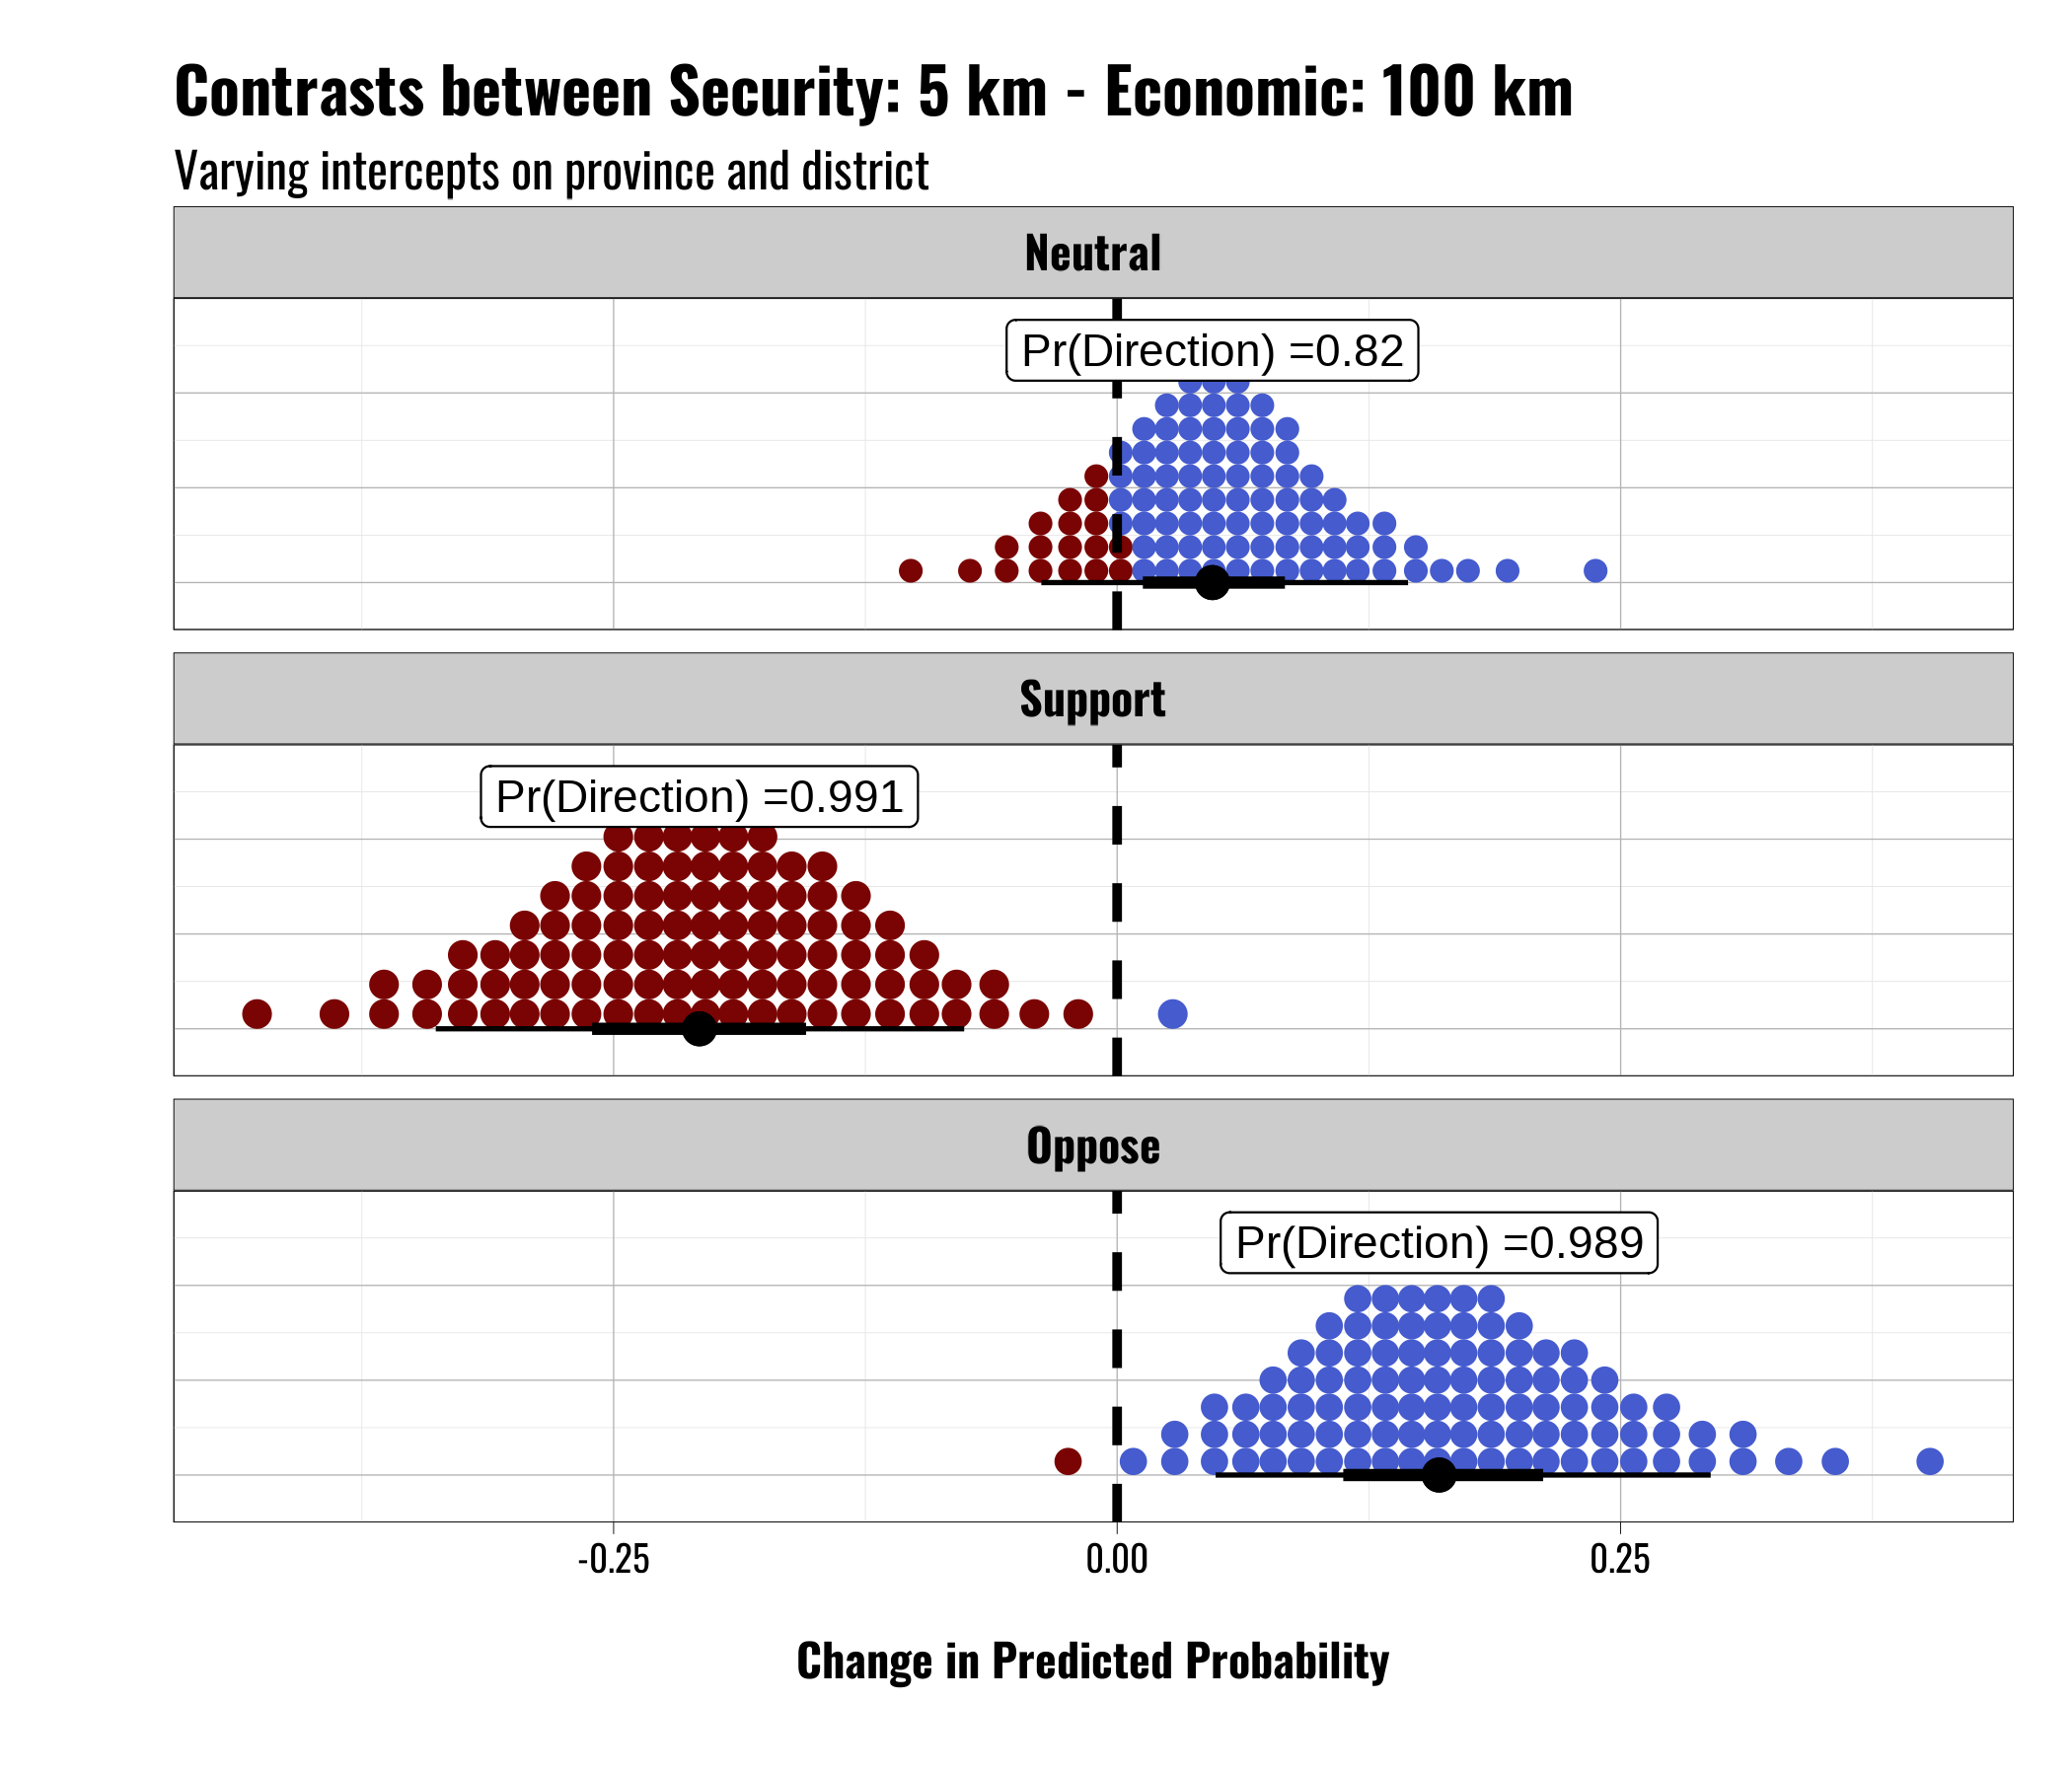 Contrasts between Security: 5 km - Economic: 100 km
Varying intercepts on province and district
Neutral
Pr(Direction) =0.82
Support
Pr(Direction) =0.991
Oppose
Pr(Direction) =0.989
-0.25 0.00 0.25
Change in Predicted Probability